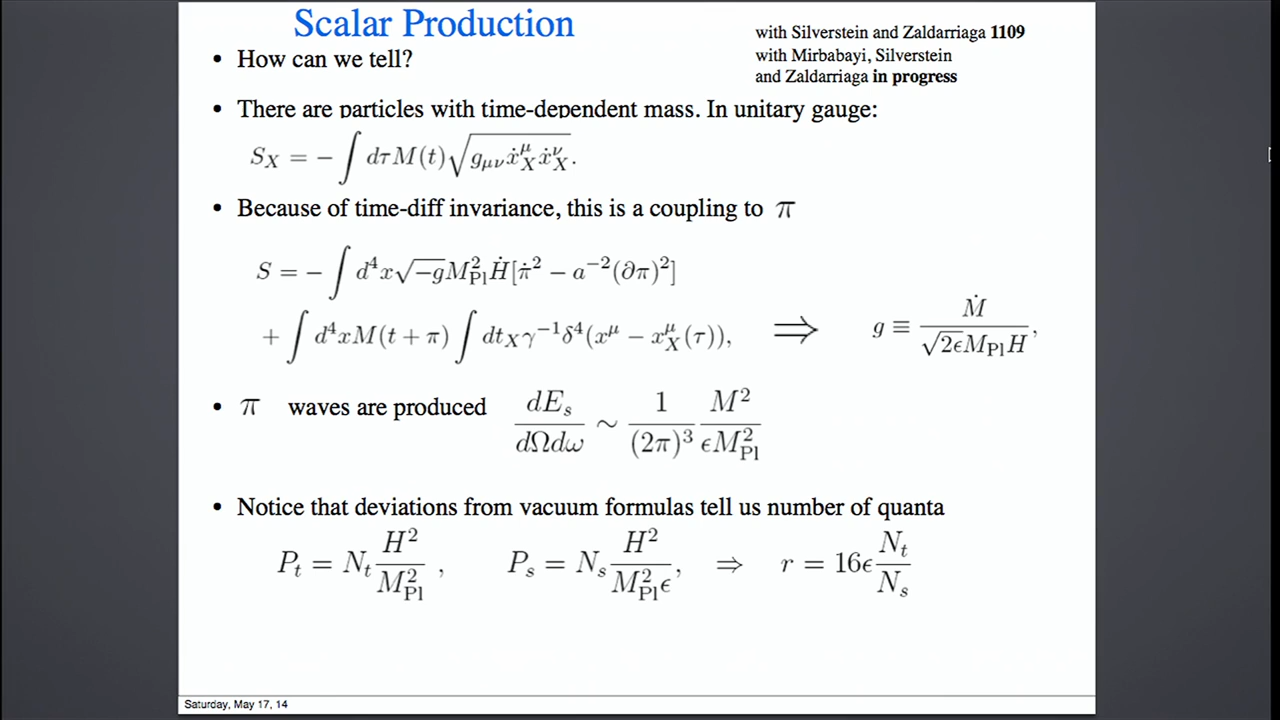 Scalar Production
with Silverstein and Zaldarriaga 1109
with Mirbabayi, Silverstein
and Zaldarriaga in progress
• How can we tell?
• There are particles with time-dependent mass. In unitary gauge:
S_X = − ∫ dτ M(t) √(g_{μν} ẋ^μ_X ẋ^ν_X).
• Because of time-diff invariance, this is a coupling to π
S = − ∫ d⁴x √−g M²_Pl Ḣ[π̇² − a⁻²(∂π)²]
+ ∫ d⁴x M(t + π) ∫ dt_X γ⁻¹ δ⁴(x^μ − x^μ_X(τ)), ⟹ g ≡ Ṁ / (√2ϵ M_Pl H),
• π waves are produced dE_s / dΩdω ∼ 1 / (2π)³ M² / ϵM²_Pl
• Notice that deviations from vacuum formulas tell us number of quanta
P_t = N_t H² / M²_Pl , P_s = N_s H² / M²_Pl ϵ, ⇒ r = 16ϵ N_t / N_s
Saturday, May 17, 14